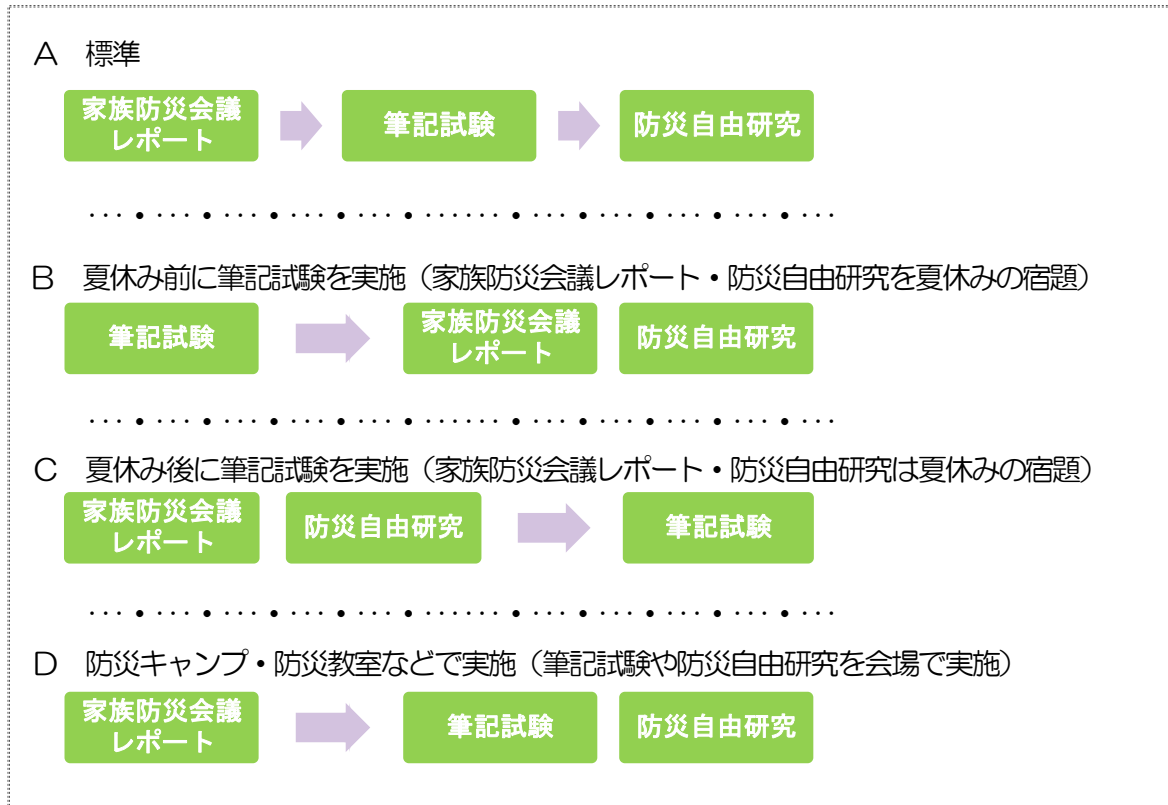 A 標準
家族防災会議
レポート
筆記試験
防災自由研究
B 夏休み前に筆記試験を実施（家族防災会議レポート・防災自由研究を夏休みの宿題）
筆記試験
家族防災会議
レポート
防災自由研究
C 夏休み後に筆記試験を実施（家族防災会議レポート・防災自由研究は夏休みの宿題）
家族防災会議
レポート
防災自由研究
筆記試験
D 防災キャンプ・防災教室などで実施（筆記試験や防災自由研究を会場で実施）
家族防災会議
レポート
筆記試験
防災自由研究